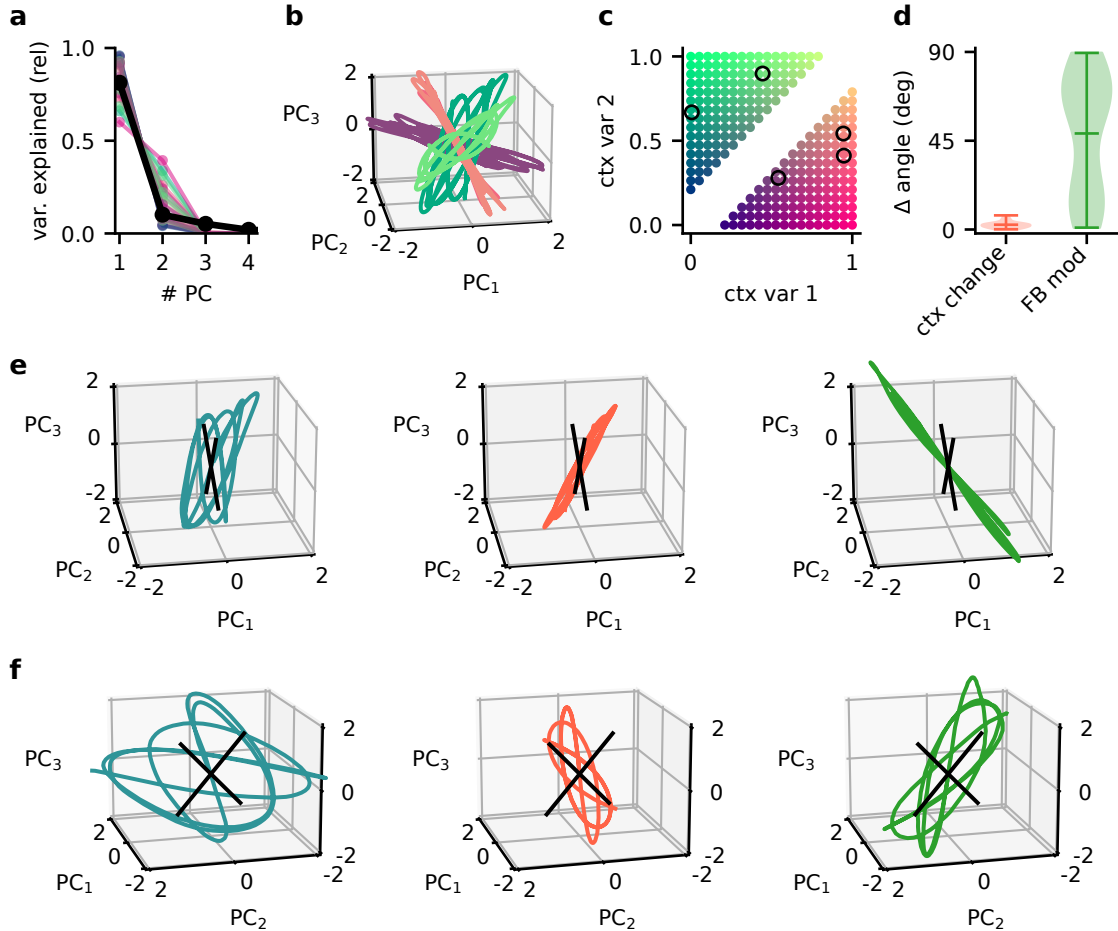 a
var. explained (rel)
1.0
0.5
0.0
1 2 3 4
# PC
b
PC3
2
0
-2
2
0
-2
PC2
-2 0 2
PC1
c
ctx var 2
1.0
0.5
0.0
0 1
ctx var 1
d
Δ angle (deg)
90
45
0
ctx change
FB mod
e
PC3
2
0
-2
2
0
-2
PC2
-2 0 2
PC1
PC3
2
0
-2
2
0
-2
PC2
-2 0 2
PC1
PC3
2
0
-2
2
0
-2
PC2
-2 0 2
PC1
f
PC3
2
0
-2
2
0
-2
PC1
2 0 -2
PC2
PC3
2
0
-2
2
0
-2
PC1
2 0 -2
PC2
PC3
2
0
-2
2
0
-2
PC1
2 0 -2
PC2